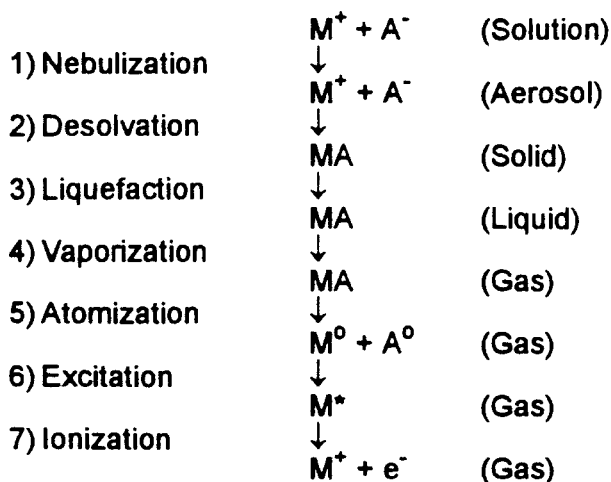 M⁺ + A⁻ (Solution)
1) Nebulization ↓
M⁺ + A⁻ (Aerosol)
2) Desolvation ↓
MA (Solid)
3) Liquefaction ↓
MA (Liquid)
4) Vaporization ↓
MA (Gas)
5) Atomization ↓
M⁰ + A⁰ (Gas)
6) Excitation ↓
M* (Gas)
7) Ionization ↓
M⁺ + e⁻ (Gas)